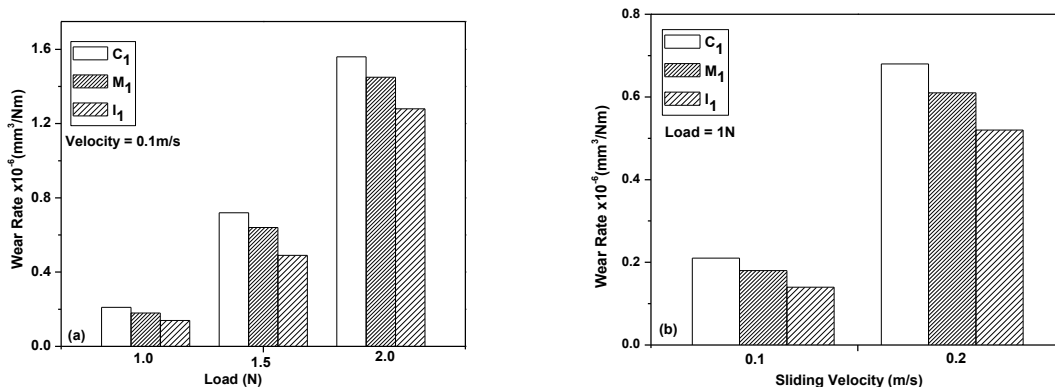 1.6
1.2
0.8
0.4
0.0
Wear Rate x10⁻⁶(mm³/Nm)
C₁
M₁
I₁
Velocity = 0.1m/s
(a)
1.0 1.5 2.0
Load (N)
0.8
0.6
0.4
0.2
0.0
Wear Rate x10⁻⁶(mm³/Nm)
C₁
M₁
I₁
Load = 1N
(b)
0.1 0.2
Sliding Velocity (m/s)